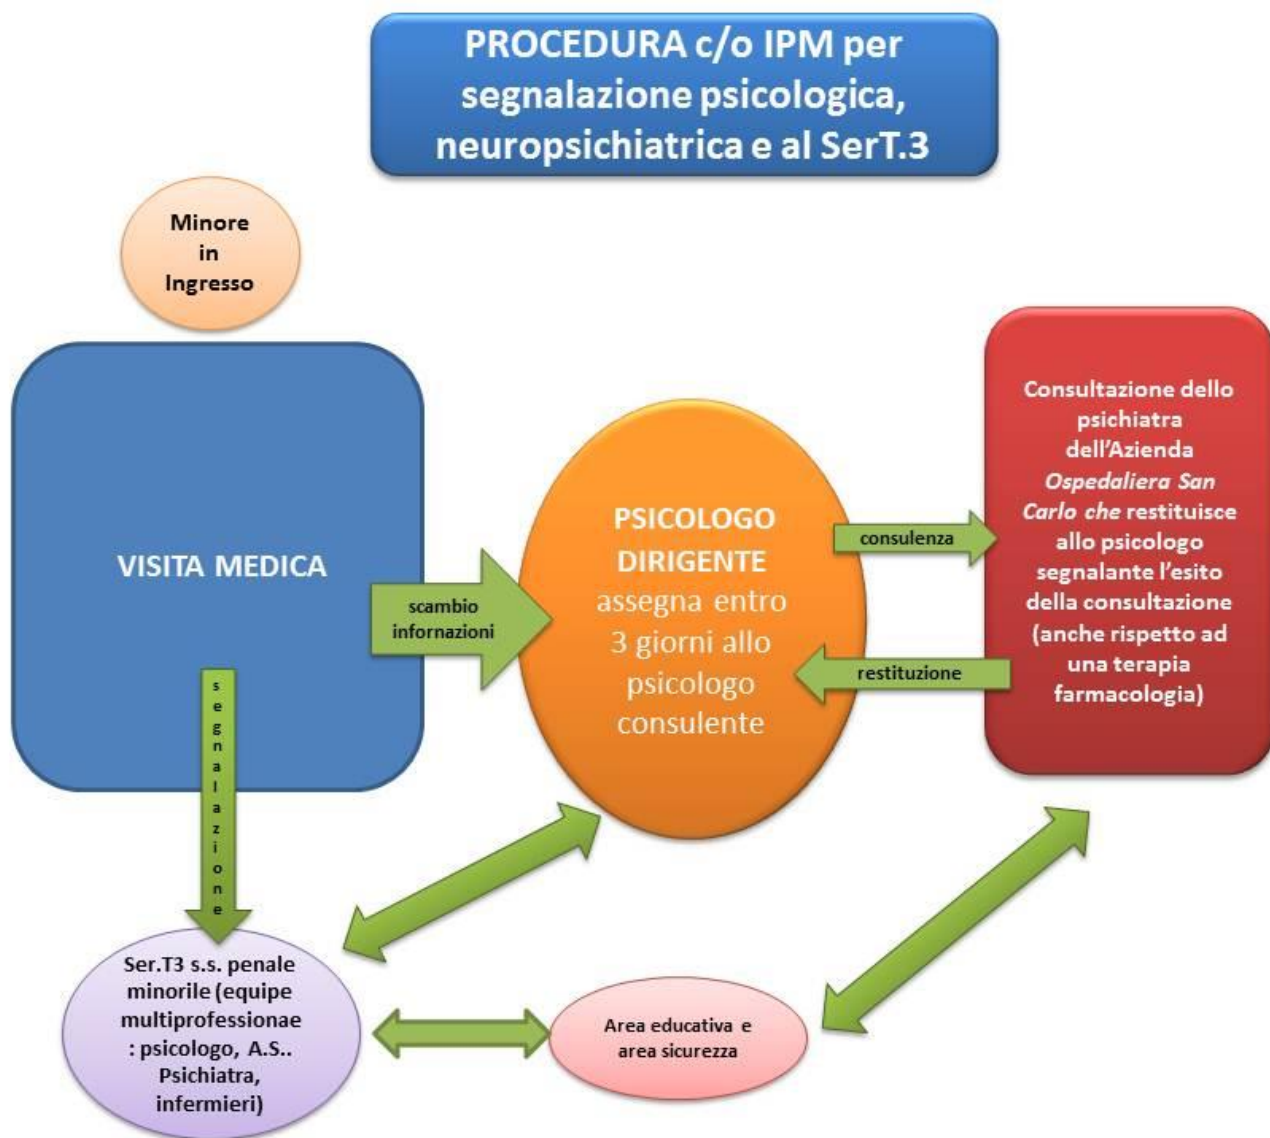 PROCEDURA c/o IPM per
segnalazione psicologica,
neuropsichiatrica e al SerT.3
Minore
in
Ingresso
VISITA MEDICA
scambio
infornazioni
segnalazione
PSICOLOGO
DIRIGENTE
assegna entro
3 giorni allo
psicologo
consulente
consulenza
restituzione
Consultazione dello
psichiatra
dell'Azienda
Ospedaliera San
Carlo che restituisce
allo psicologo
segnalante l'esito
della consultazione
(anche rispetto ad
una terapia
farmacologia)
Ser.T3 s.s. penale
minorile (equipe
multiprofessionae
: psicologo, A.S..
Psichiatra,
infermieri)
Area educativa e
area sicurezza